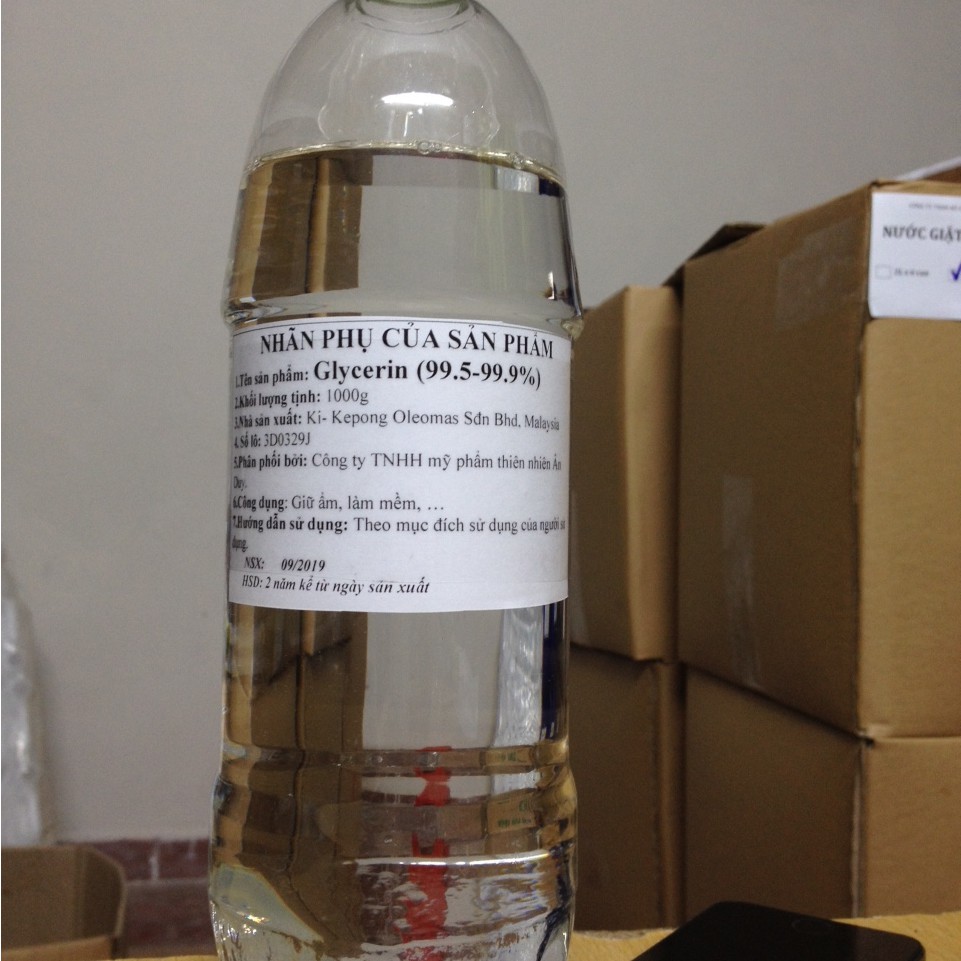 NHÃN PHỤ CỦA SẢN PHẨM
1.Tên sản phẩm: Glycerin (99.5-99.9%)
2.Khối lượng tịnh: 1000g
3.Nhà sản xuất: Ki- Kepong Oleomas Sdn Bhd, Malaysia
4. Số lô: 3D0329J
5.Phân phối bởi: Công ty TNHH mỹ phẩm thiên nhiên Ấn
Duy.
6.Công dụng: Giữ ẩm, làm mềm, …
7.Hướng dẫn sử dụng: Theo mục đích sử dụng của người sử
dụng.
NSX: 09/2019
HSD: 2 năm kể từ ngày sản xuất
NƯỚC GIẶT